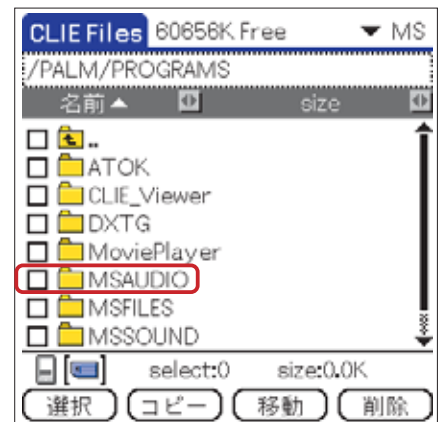 CLIE Files 60656K Free MS
/PALM/PROGRAMS
名前 size
..
ATOK
CLIE_Viewer
DXTG
MoviePlayer
MSAUDIO
MSFILES
MSSOUND
select:0 size:0.0K
選択 コピー 移動 削除